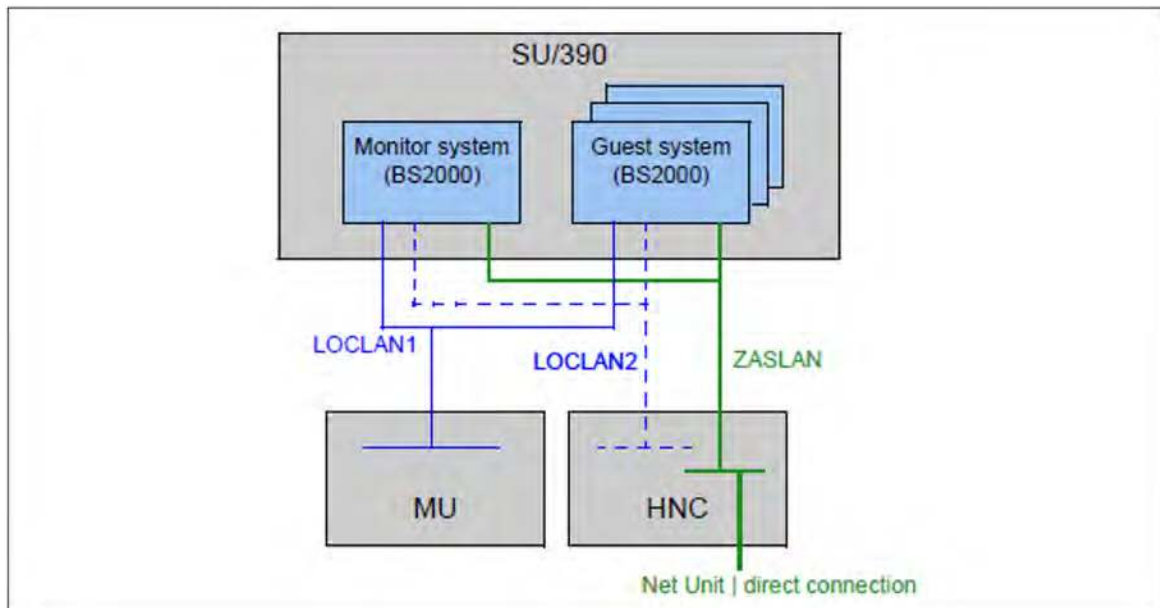 SU/390
Monitor system
(BS2000)
Guest system
(BS2000)
LOCLAN1
LOCLAN2
ZASLAN
MU
HNC
Net Unit | direct connection